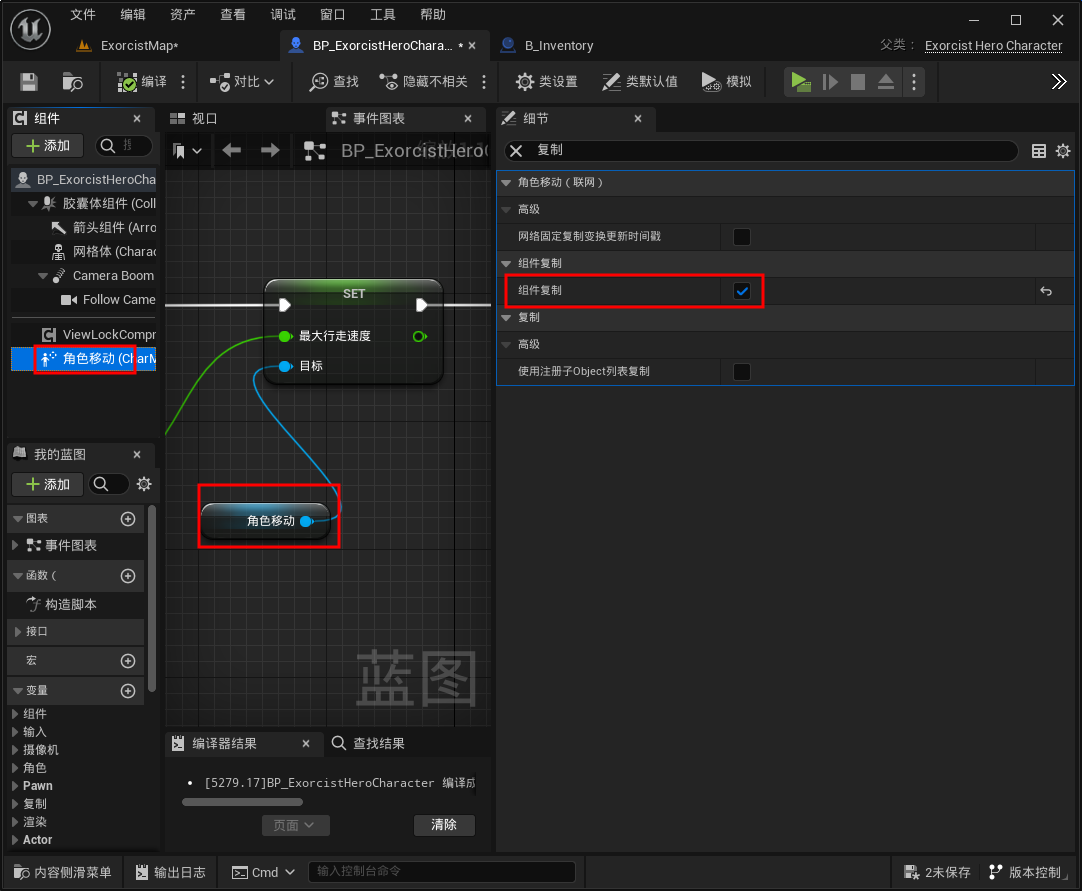 文件 编辑 资产 查看 调试 窗口 工具 帮助
ExorcistMap*
BP_ExorcistHeroChara... *
B_Inventory
父类： Exorcist Hero Character
编译 对比 查找 隐藏不相关 类设置 类默认值 模拟
组件
视口
事件图表
细节
添加
BP_ExorcistHero
复制
BP_ExorcistHeroCha
胶囊体组件 (Coll
箭头组件 (Arro
网格体 (Charac
Camera Boom
Follow Came
ViewLockCompr
角色移动 (CharM
SET
最大行走速度
目标
角色移动
蓝图
角色移动（联网）
高级
网络固定复制变换更新时间戳
组件复制
组件复制
复制
高级
使用注册子Object列表复制
我的蓝图
添加
图表
事件图表
函数 (
构造脚本
接口
宏
变量
组件
输入
摄像机
角色
Pawn
复制
渲染
Actor
编译器结果
查找结果
[5279.17]BP_ExorcistHeroCharacter 编译成
页面
清除
内容侧滑菜单 输出日志 Cmd 输入控制台命令 2未保存 版本控制